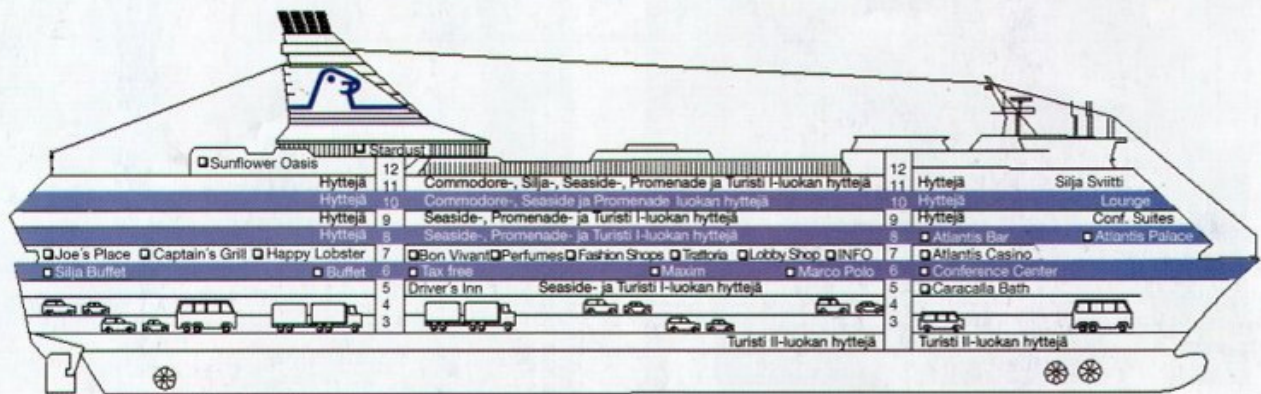 Stardust
Sunflower Oasis
12 12
Hyttejä 11 Commodore-, Silja-, Seaside-, Promenade ja Turisti I-luokan hyttejä 11 Hyttejä Silja Sviitti
Hyttejä 10 Commodore-, Seaside ja Promenade luokan hyttejä 10 Hyttejä Lounge
Hyttejä 9 Seaside-, Promenade- ja Turisti I-luokan hyttejä 9 Hyttejä Conf. Suites
Hyttejä 8 Seaside-, Promenade- ja Turisti I-luokan hyttejä 8 Atlantis Bar Atlantis Palace
Joe's Place Captain's Grill Happy Lobster 7 Bon Vivant Perfumes Fashion Shops Trattoria Lobby Shop INFO 7 Atlantis Casino
Silja Buffet Buffet 6 Tax free Maxim Marco Polo 6 Conference Center
5 Driver's Inn Seaside- ja Turisti I-luokan hyttejä 5 Caracalla Bath
4 4
3 3
Turisti II-luokan hyttejä Turisti II-luokan hyttejä